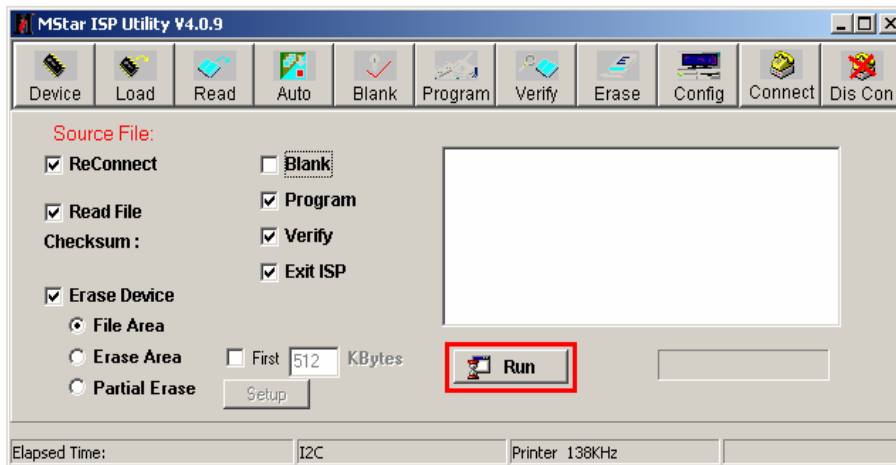 MStar ISP Utility V4.0.9
Device Load Read Auto Blank Program Verify Erase Config Connect Dis Con
Source File:
ReConnect
Blank
Read File
Program
Checksum :
Verify
Exit ISP
Erase Device
File Area
Erase Area
First 512 KBytes
Partial Erase
Setup
Run
Elapsed Time: I2C Printer 138KHz